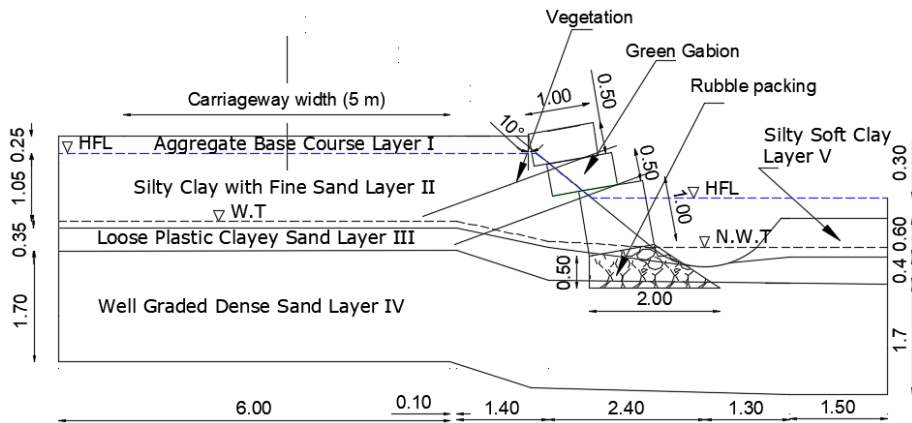 Vegetation
Green Gabion
Rubble packing
0.50
1.00
Carriageway width (5 m)
10°
0.25
HFL
Aggregate Base Course Layer I
Silty Soft Clay
Layer V
0.50
0.30
1.05
Silty Clay with Fine Sand Layer II
1.00
HFL
W.T
0.35
Loose Plastic Clayey Sand Layer III
N.W.T
0.60
0.50
0.4
2.00
1.70
Well Graded Dense Sand Layer IV
1.7
6.00
0.10
1.40
2.40
1.30
1.50